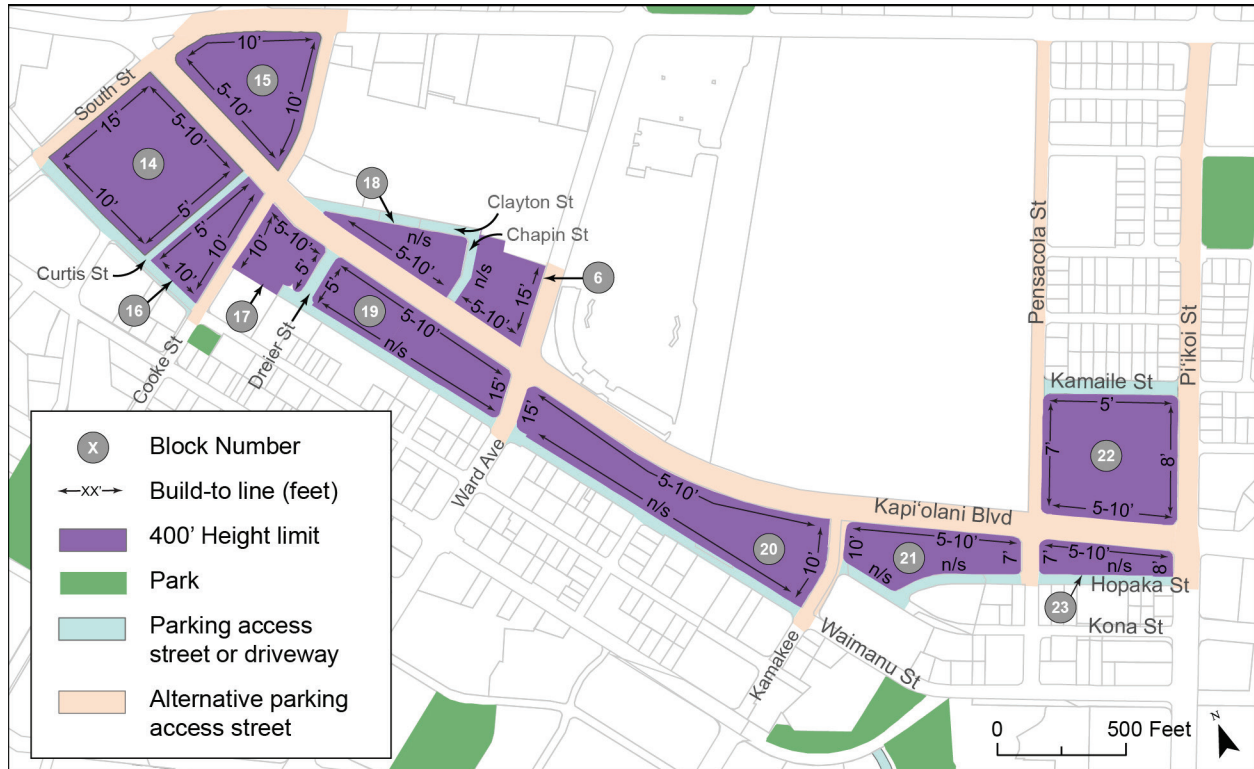 South St
10'
15
5-10'
10'
15'
5-10'
14
10'
5'
18
n/s
5-10'
Clayton St
Chapin St
n/s
5-10'
15'
6
Curtis St
16
5'
10'
10'
17
10'
5-10'
5'
Dreier St
Cooke St
19
5'
5-10'
n/s
15'
Ward Ave
15'
5-10'
n/s
20
10'
Kapi‘olani Blvd
Pensacola St
Pi‘ikoi St
Kamaile St
5'
7'
22
8'
5-10'
10'
5-10'
21
n/s
n/s
7'
7'
5-10'
n/s
8'
Hopaka St
23
Kona St
Waimanu St
Kamakee
X
Block Number
XX'
Build-to line (feet)
400' Height limit
Park
Parking access
street or driveway
Alternative parking
access street
0
500 Feet
N